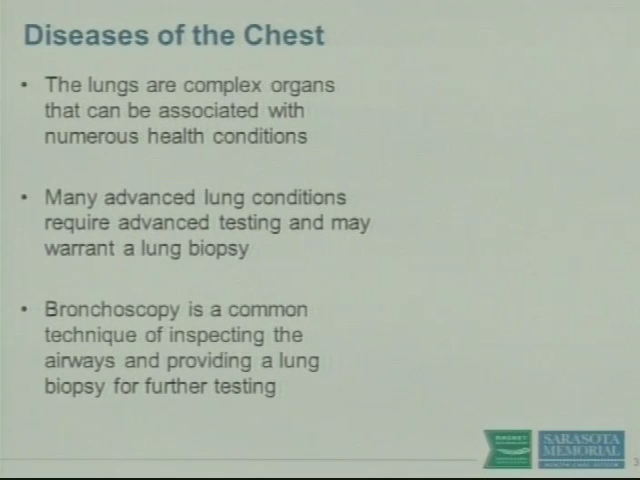 Diseases of the Chest
• The lungs are complex organs
that can be associated with
numerous health conditions
• Many advanced lung conditions
require advanced testing and may
warrant a lung biopsy
• Bronchoscopy is a common
technique of inspecting the
airways and providing a lung
biopsy for further testing
MAGNET
SARASOTA
MEMORIAL
3